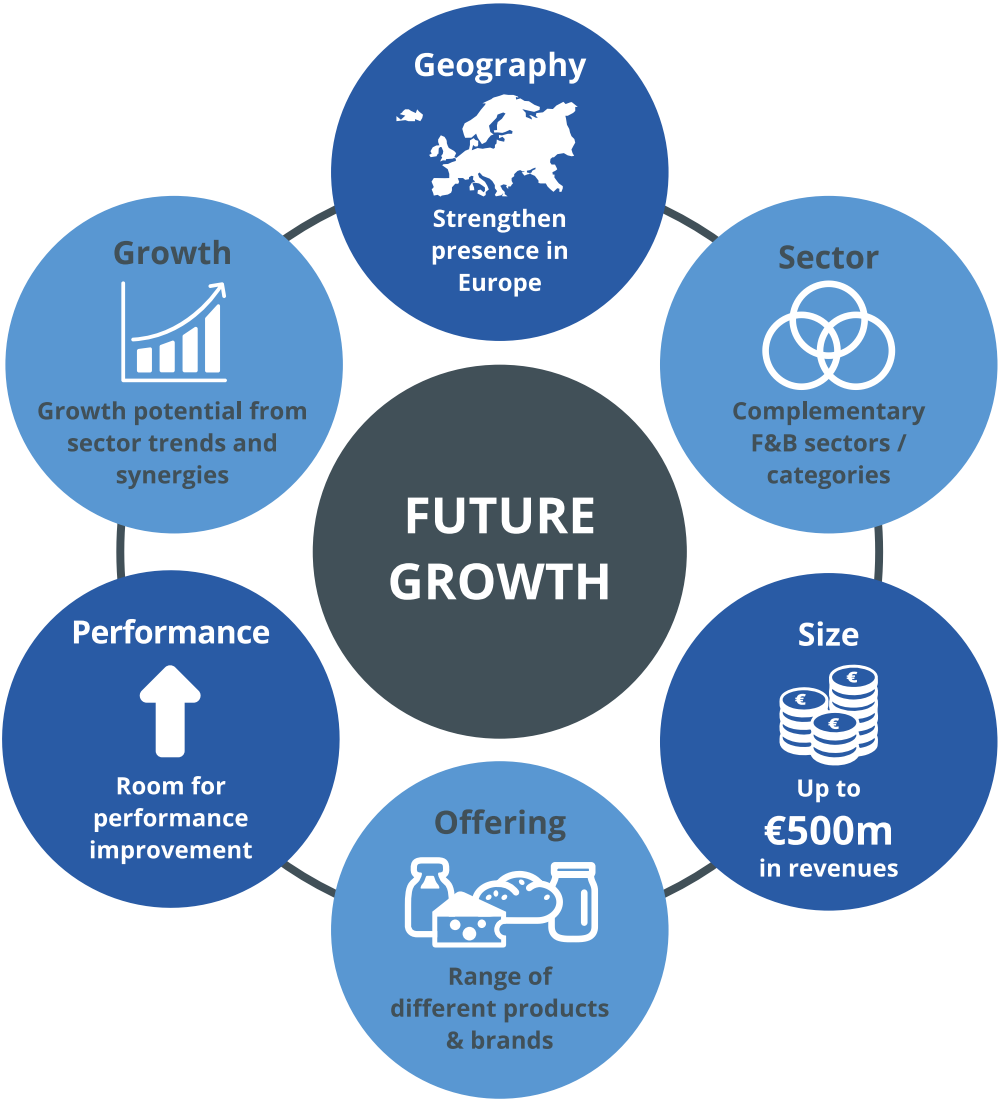 Geography
Strengthen
presence in
Europe
Sector
Complementary
F&B sectors /
categories
Size
€
€
€
Up to
€500m
in revenues
Offering
Range of
different products
& brands
Performance
Room for
performance
improvement
Growth
Growth potential from
sector trends and
synergies
FUTURE
GROWTH